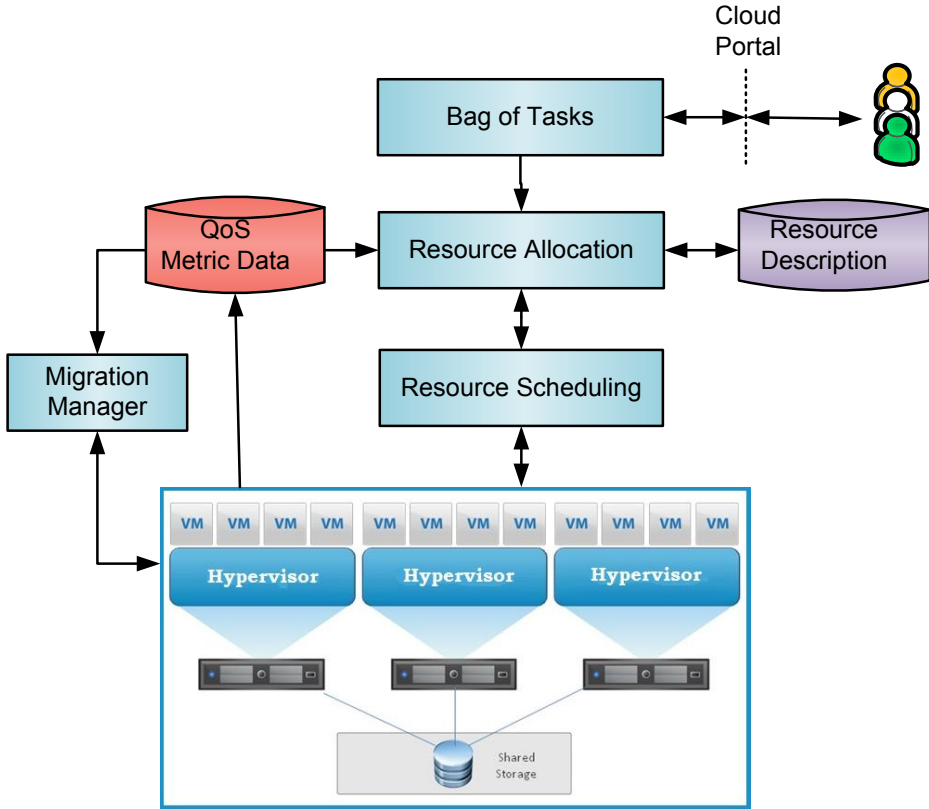 Cloud
Portal
Bag of Tasks
QoS
Metric Data
Resource Allocation
Resource
Description
Migration
Manager
Resource Scheduling
VM VM VM VM VM VM VM VM VM VM VM VM
Hypervisor Hypervisor Hypervisor
Shared
Storage